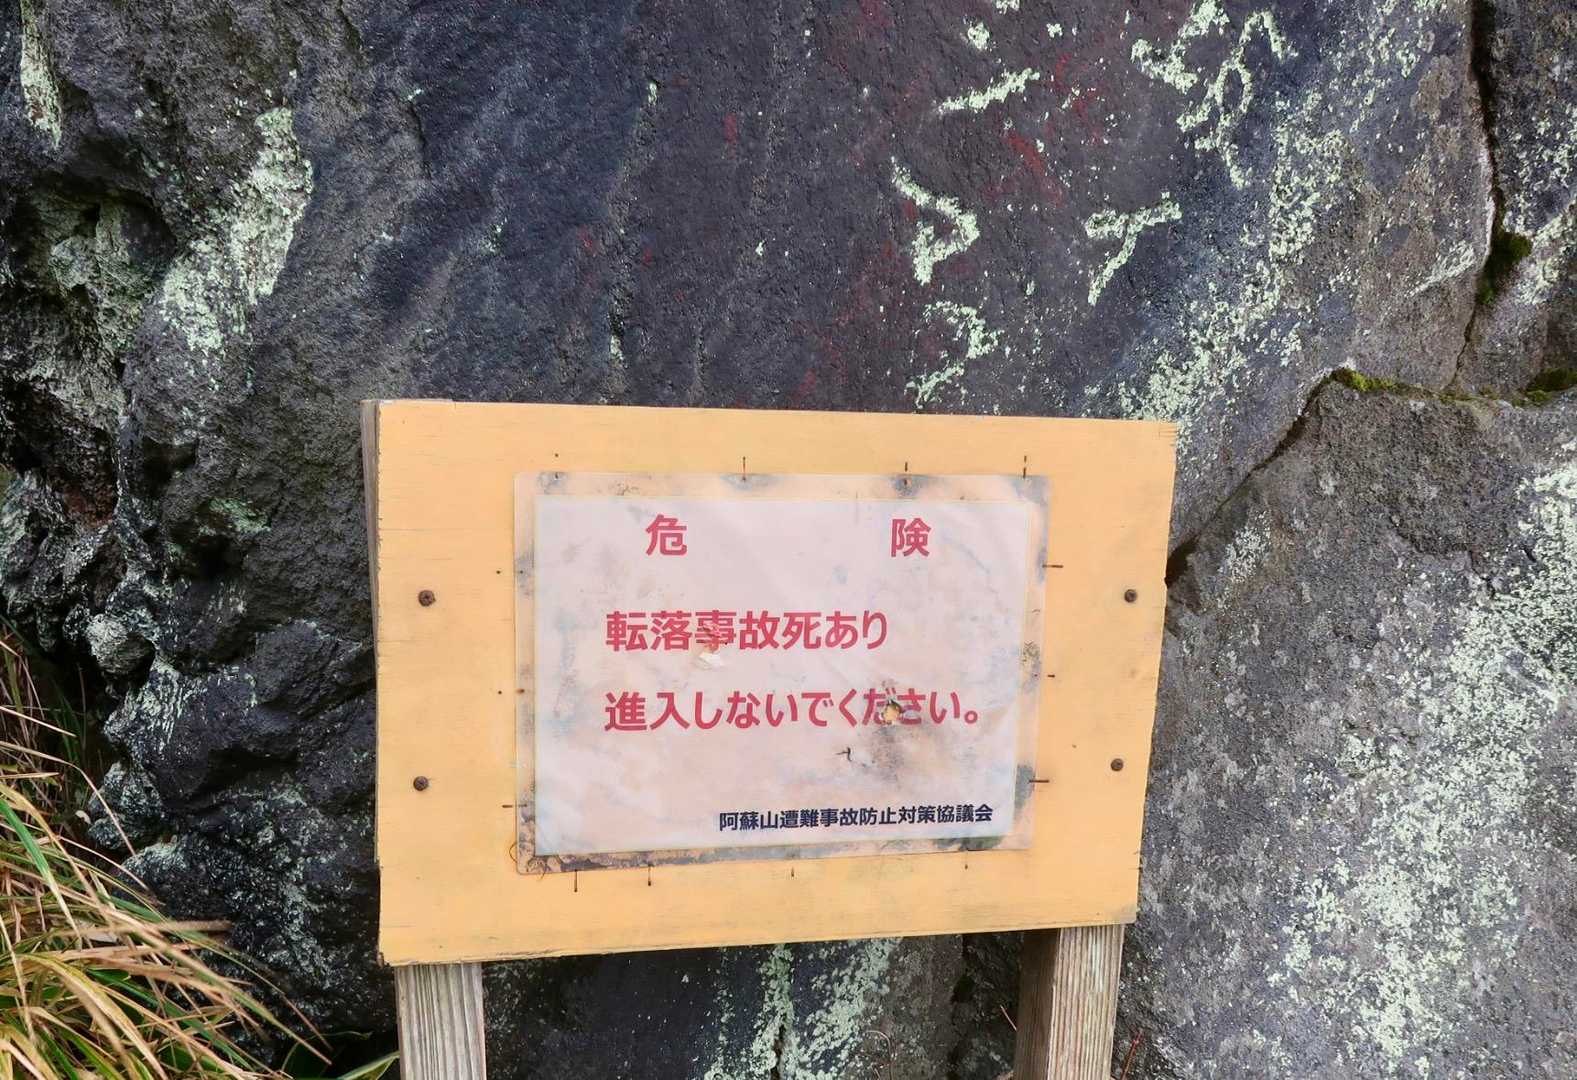 危 険
転落事故死あり
進入しないでください。
阿蘇山遭難事故防止対策協議会